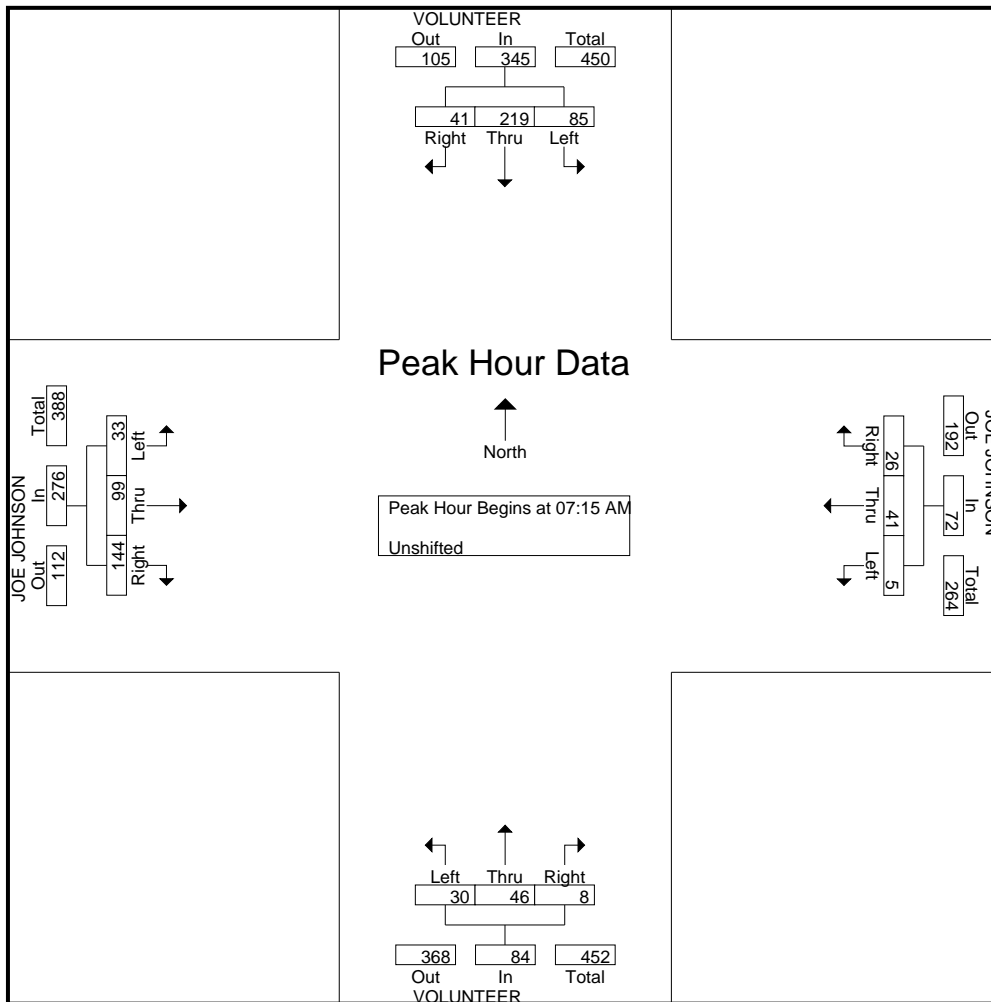 VOLUNTEER
Out In Total
105 345 450
41 219 85
Right Thru Left
Peak Hour Data
North
Peak Hour Begins at 07:15 AM
Unshifted
JOE JOHNSON
Total In Out
388 276 112
33 99 144
Left Thru Right
JOE JOHNSON
Out In Total
192 72 264
26 41 5
Right Thru Left
Left Thru Right
30 46 8
368 84 452
Out In Total
VOLUNTEER